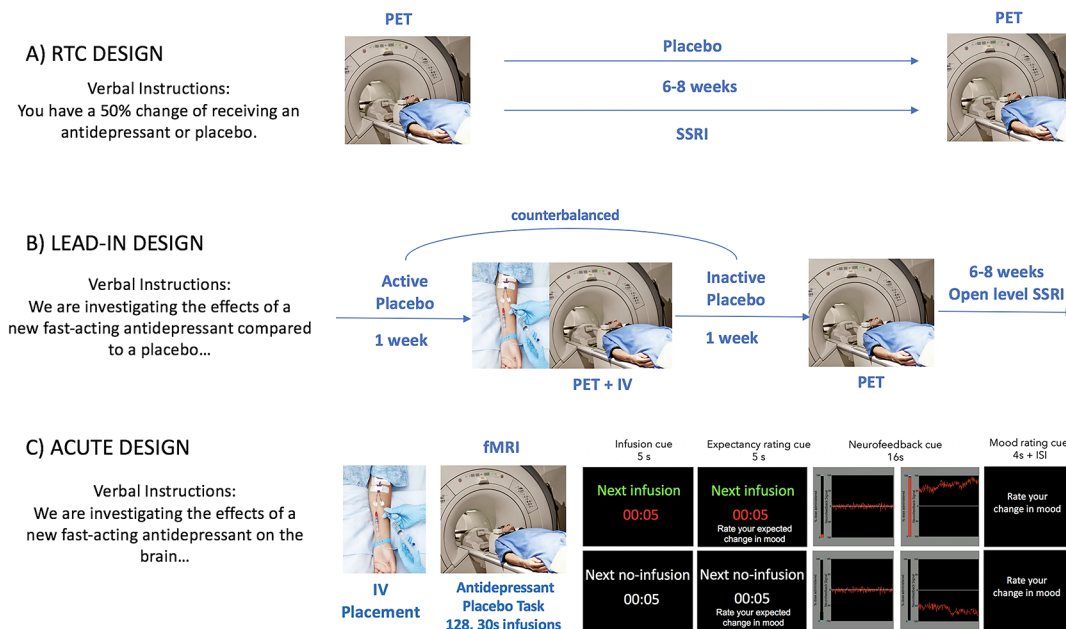 PET
PET
A) RTC DESIGN
Verbal Instructions:
You have a 50% change of receiving an
antidepressant or placebo.
Placebo
6-8 weeks
SSRI
counterbalanced
B) LEAD-IN DESIGN
Verbal Instructions:
We are investigating the effects of a
new fast-acting antidepressant compared
to a placebo...
Active
Placebo
1 week
PET + IV
Inactive
Placebo
1 week
PET
6-8 weeks
Open level SSRI
C) ACUTE DESIGN
Verbal Instructions:
We are investigating the effects of a
new fast-acting antidepressant on the
brain...
IV
Placement
fMRI
Antidepressant
Placebo Task
128, 30s infusions
Infusion cue
5 s
Expectancy rating cue
5 s
Neurofeedback cue
16s
Mood rating cue
4s + ISI
Next infusion
00:05
Next infusion
00:05
Rate your expected
change in mood
Rate your
change in mood
Next no-infusion
00:05
Next no-infusion
00:05
Rate your expected
change in mood
Rate your
change in mood